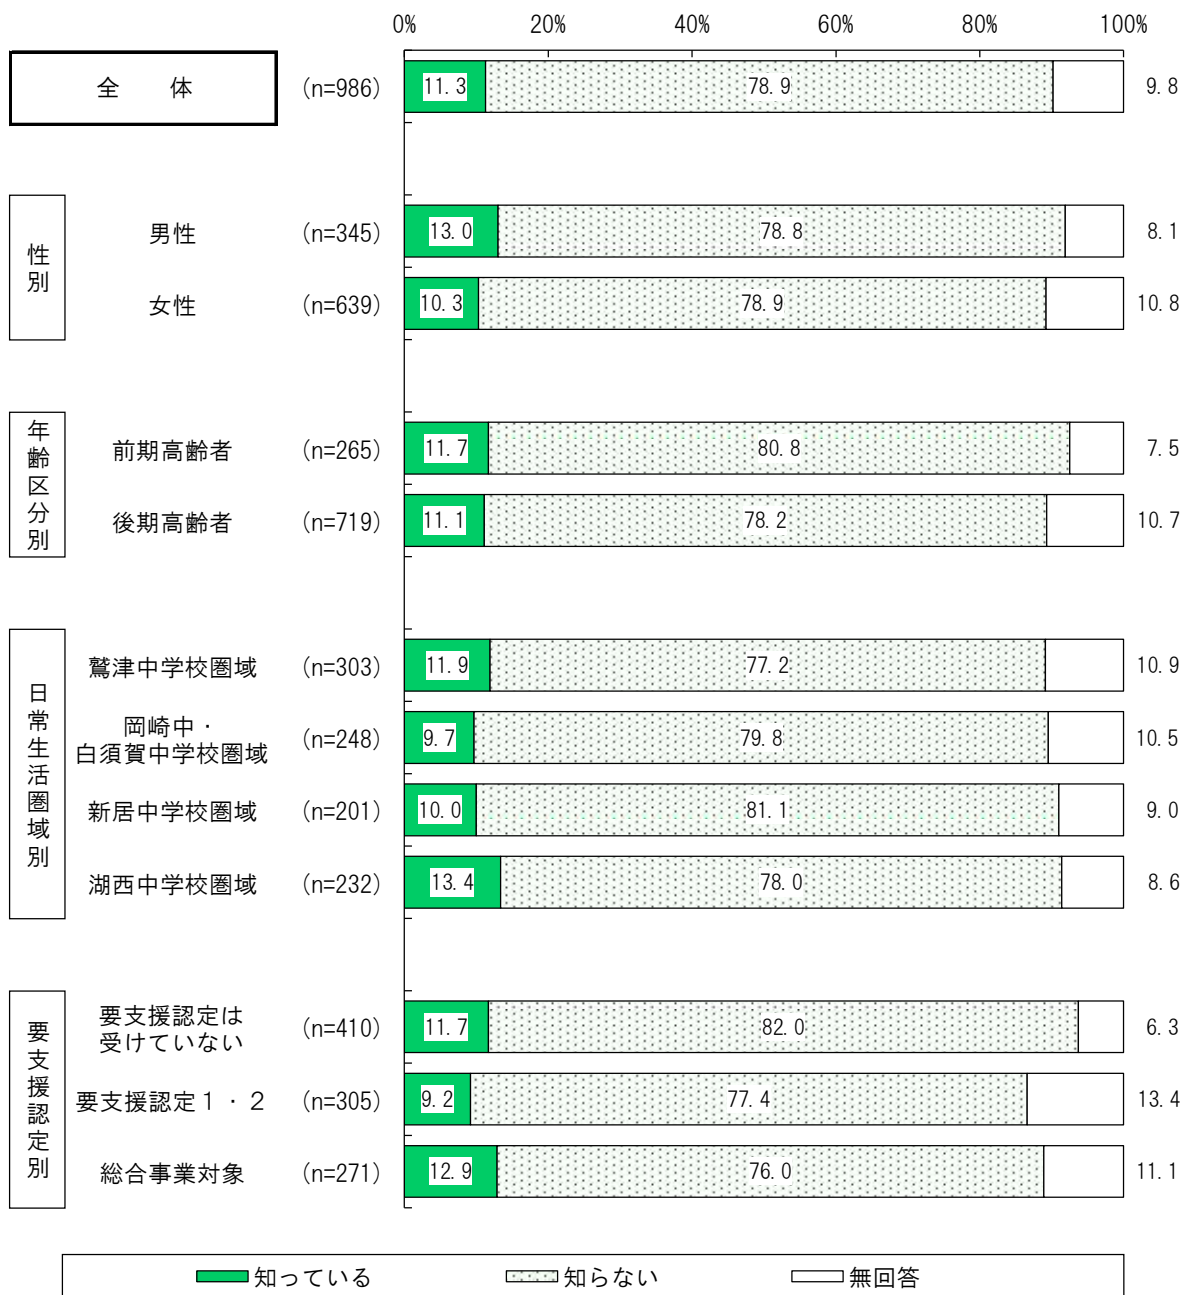 0% 20% 40% 60% 80% 100%
全 体 (n=986) 11.3 78.9 9.8
性別
男性 (n=345) 13.0 78.8 8.1
女性 (n=639) 10.3 78.9 10.8
年齢区分別
前期高齢者 (n=265) 11.7 80.8 7.5
後期高齢者 (n=719) 11.1 78.2 10.7
日常生活圏域別
鷲津中学校圏域 (n=303) 11.9 77.2 10.9
岡崎中・
白須賀中学校圏域 (n=248) 9.7 79.8 10.5
新居中学校圏域 (n=201) 10.0 81.1 9.0
湖西中学校圏域 (n=232) 13.4 78.0 8.6
要支援認定別
要支援認定は
受けていない (n=410) 11.7 82.0 6.3
要支援認定1・2 (n=305) 9.2 77.4 13.4
総合事業対象 (n=271) 12.9 76.0 11.1
知っている 知らない 無回答